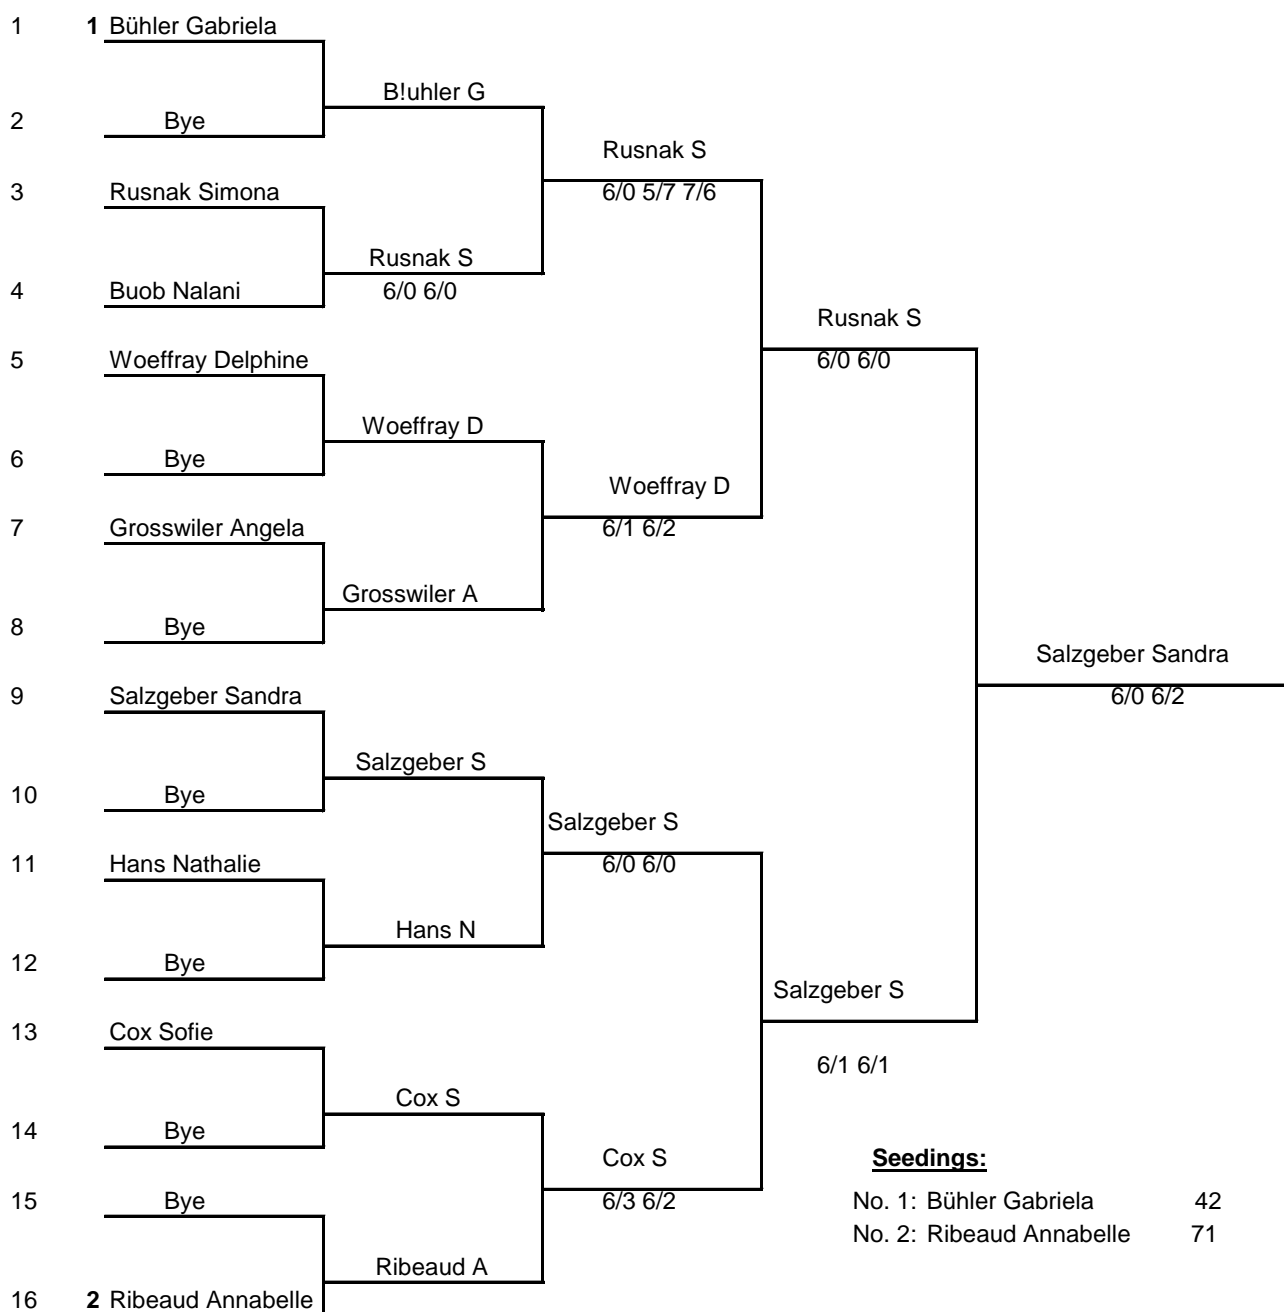 1 1 Bühler Gabriela
B!uhler G
2 Bye
Rusnak S
3 Rusnak Simona 6/0 5/7 7/6
Rusnak S
4 Buob Nalani 6/0 6/0
Rusnak S
5 Woeffray Delphine 6/0 6/0
Woeffray D
6 Bye
Woeffray D
7 Grosswiler Angela 6/1 6/2
Grosswiler A
8 Bye
Salzgeber Sandra
9 Salzgeber Sandra 6/0 6/2
Salzgeber S
10 Bye
Salzgeber S
11 Hans Nathalie 6/0 6/0
Hans N
12 Bye
Salzgeber S
13 Cox Sofie
6/1 6/1
Cox S
14 Bye
Cox S Seedings:
15 Bye 6/3 6/2 No. 1: Bühler Gabriela 42
No. 2: Ribeaud Annabelle 71
Ribeaud A
16 2 Ribeaud Annabelle